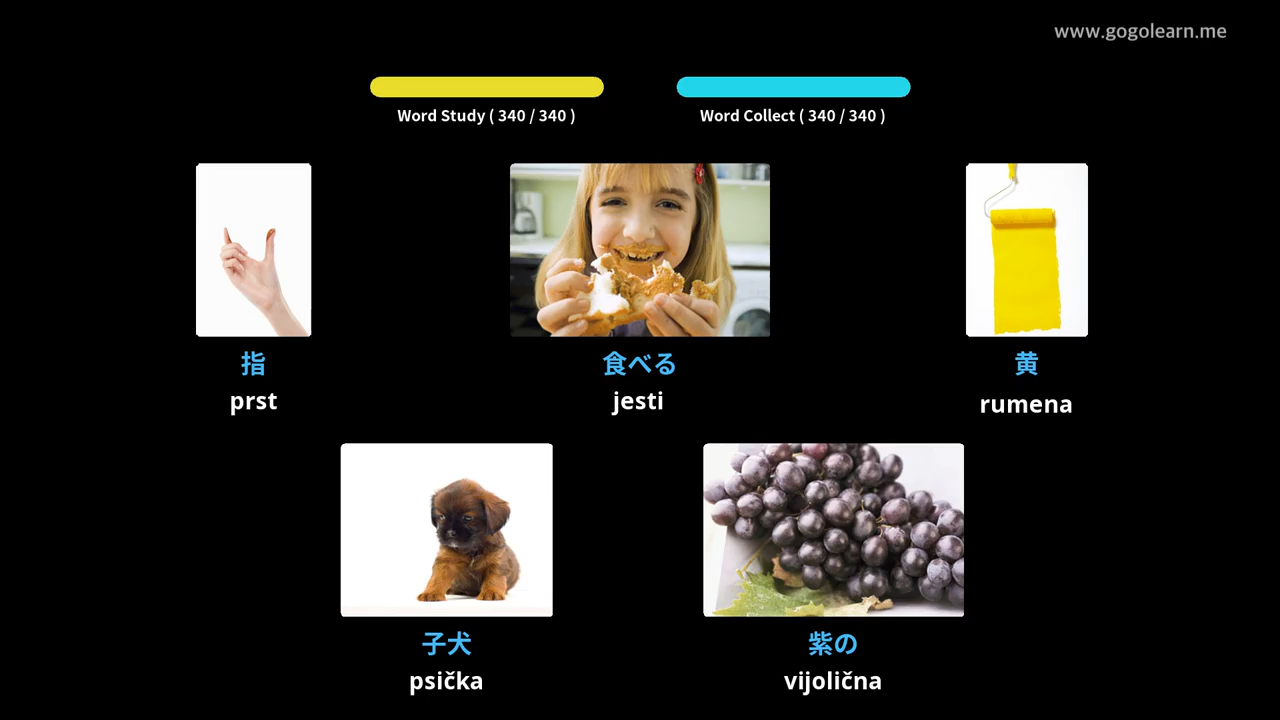 www.gogolearn.me
Word Study ( 340 / 340 )
Word Collect ( 340 / 340 )
指
prst
食べる
jesti
黄
rumena
子犬
psička
紫の
vijolična